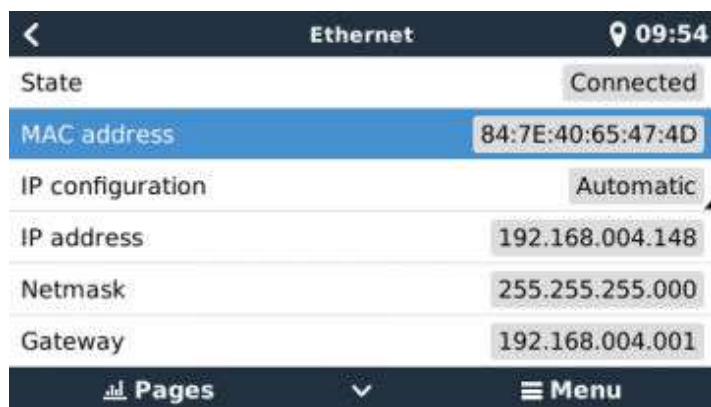 Ethernet 09:54
State Connected
MAC address 84:7E:40:65:47:4D
IP configuration Automatic
IP address 192.168.004.148
Netmask 255.255.255.000
Gateway 192.168.004.001
Pages Menu